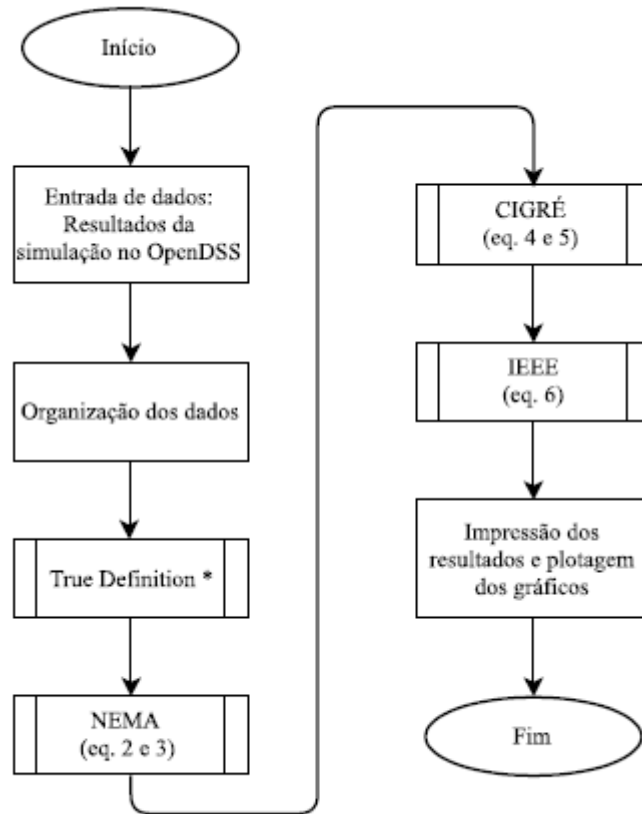 Início
Entrada de dados:
Resultados da
simulação no OpenDSS
Organização dos dados
True Definition *
NEMA
(eq. 2 e 3)
CIGRÉ
(eq. 4 e 5)
IEEE
(eq. 6)
Impressão dos
resultados e plotagem
dos gráficos
Fim